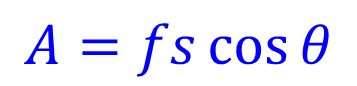 A = fs cos θ